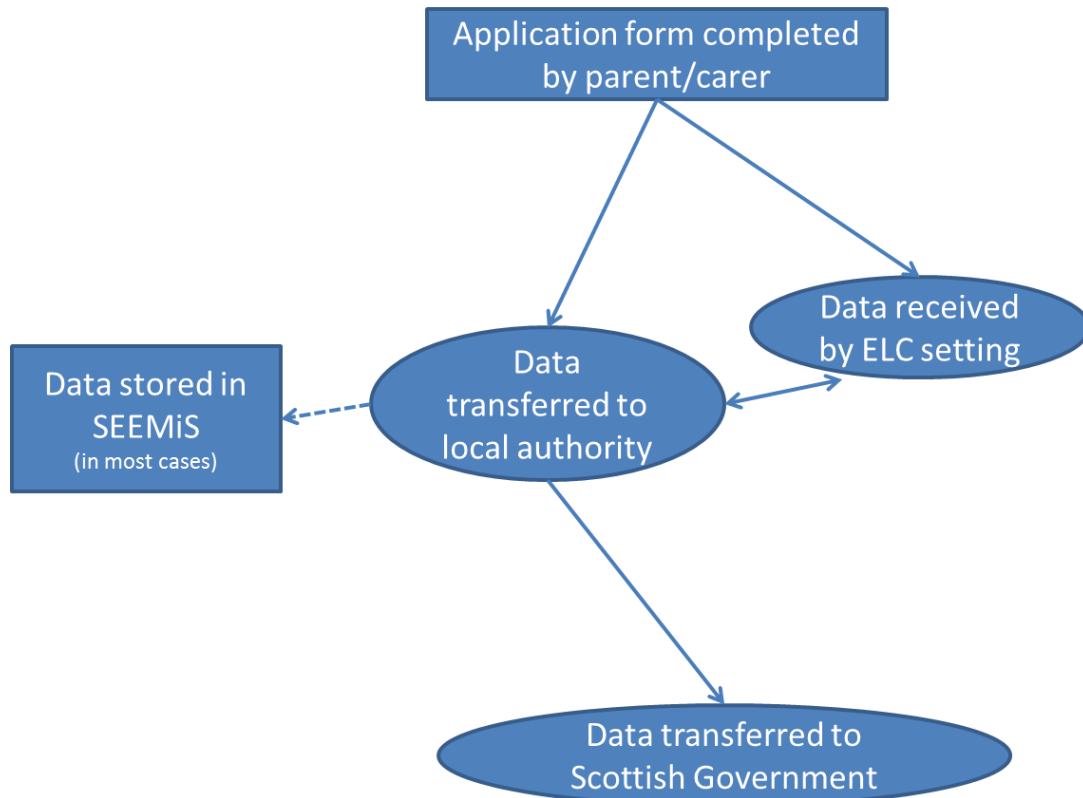 Application form completed
by parent/carer
Data received
by ELC setting
Data
transferred to
local authority
Data stored in
SEEMiS
(in most cases)
Data transferred to
Scottish Government